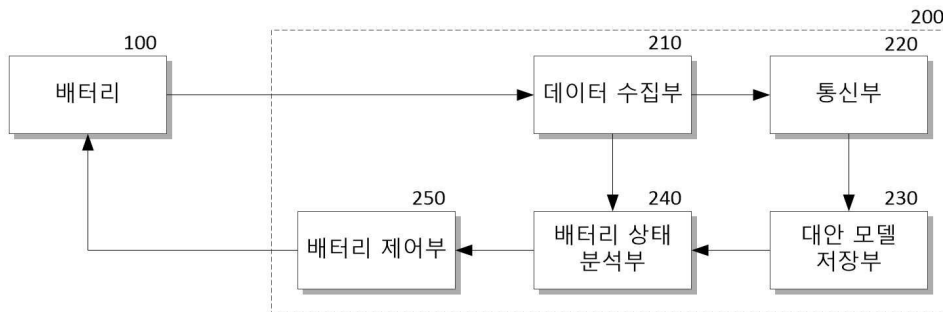 200
100
배터리
210
데이터 수집부
220
통신부
250
배터리 제어부
240
배터리 상태
분석부
230
대안 모델
저장부